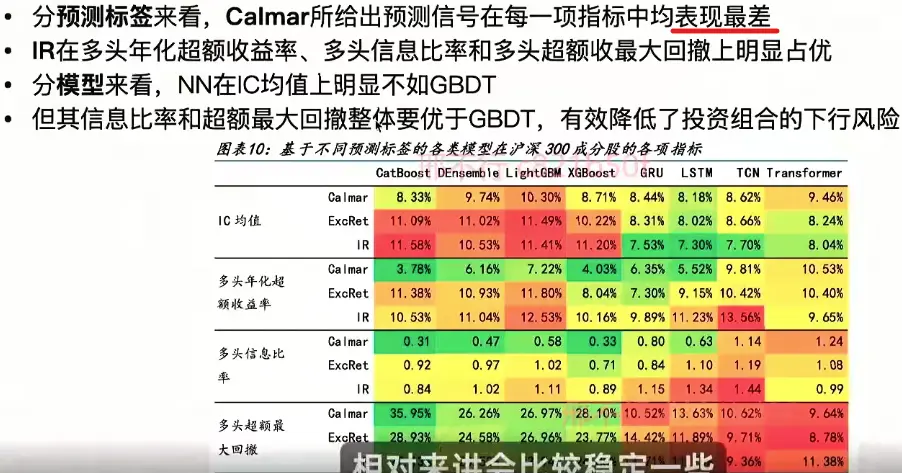 • 分预测标签来看，Calmar所给出预测信号在每一项指标中均表现最差
• IR在多头年化超额收益率、多头信息比率和多头超额收最大回撤上明显占优
• 分模型来看，NN在IC均值上明显不如GBDT
• 但其信息比率和超额最大回撤整体要优于GBDT，有效降低了投资组合的下行风险
图表10：基于不同预测标签的各类模型在沪深 300 成分股的各项指标
CatBoost DEnsemble LightGBM XGBoost GRU LSTM TCN Transformer
Calmar 8.33% 9.74% 10.30% 8.71% 8.44% 8.18% 8.62% 9.46%
IC 均值 ExcRet 11.09% 11.02% 11.49% 10.22% 8.31% 8.02% 8.66% 8.24%
IR 11.58% 10.53% 11.41% 11.20% 7.53% 7.30% 7.70% 8.04%
多头年化超额收益率 Calmar 3.78% 6.16% 7.22% 4.03% 6.35% 5.52% 9.81% 10.53%
ExcRet 11.38% 10.93% 11.80% 8.04% 7.30% 9.15% 10.42% 10.40%
IR 10.53% 11.04% 12.53% 10.16% 9.89% 11.23% 13.56% 9.65%
多头信息比率 Calmar 0.31 0.47 0.58 0.33 0.80 0.63 1.14 1.24
ExcRet 0.92 0.97 1.02 0.71 0.84 1.10 1.19 1.08
IR 0.84 1.02 1.11 0.89 1.15 1.34 1.44 0.99
多头超额最大回撤 Calmar 35.95% 26.26% 26.97% 28.10% 10.52% 13.63% 10.62% 9.64%
ExcRet 28.93% 24.58% 26.96% 23.77% 14.42% 11.89% 9.71% 8.78%
9.36% 11.38%
相对来讲会比较稳定一些